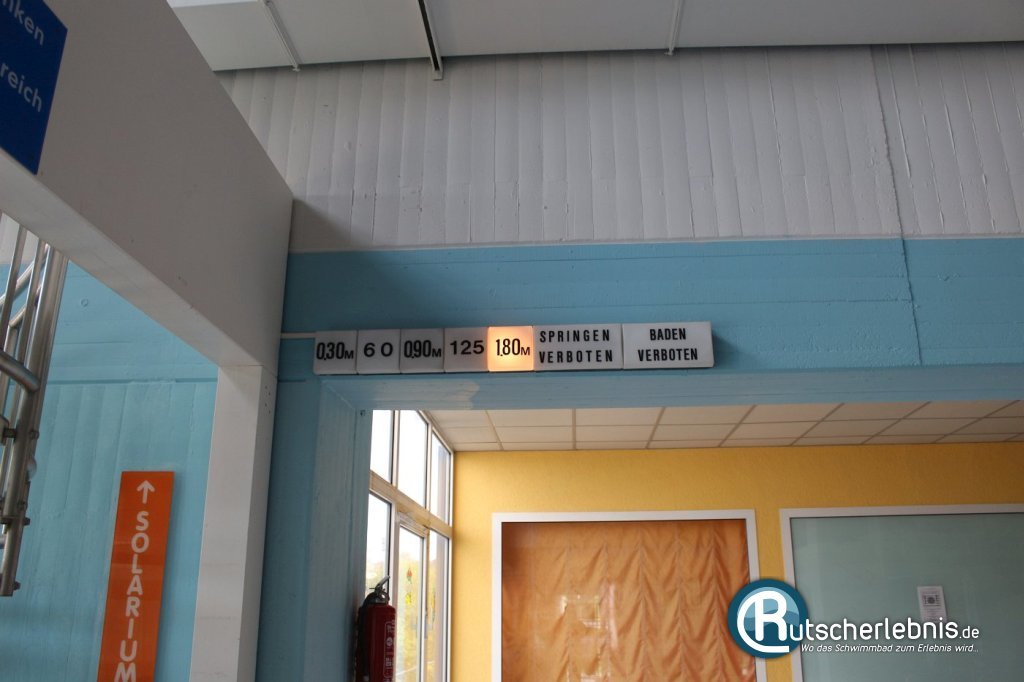 nken
reich
0,30M 60 0,90M 125 1.80M SPRINGEN VERBOTEN BADEN VERBOTEN
↑ SOLARIUM
Rutscherlebnis.de
Wo das Schwimmbad zum Erlebnis wird...